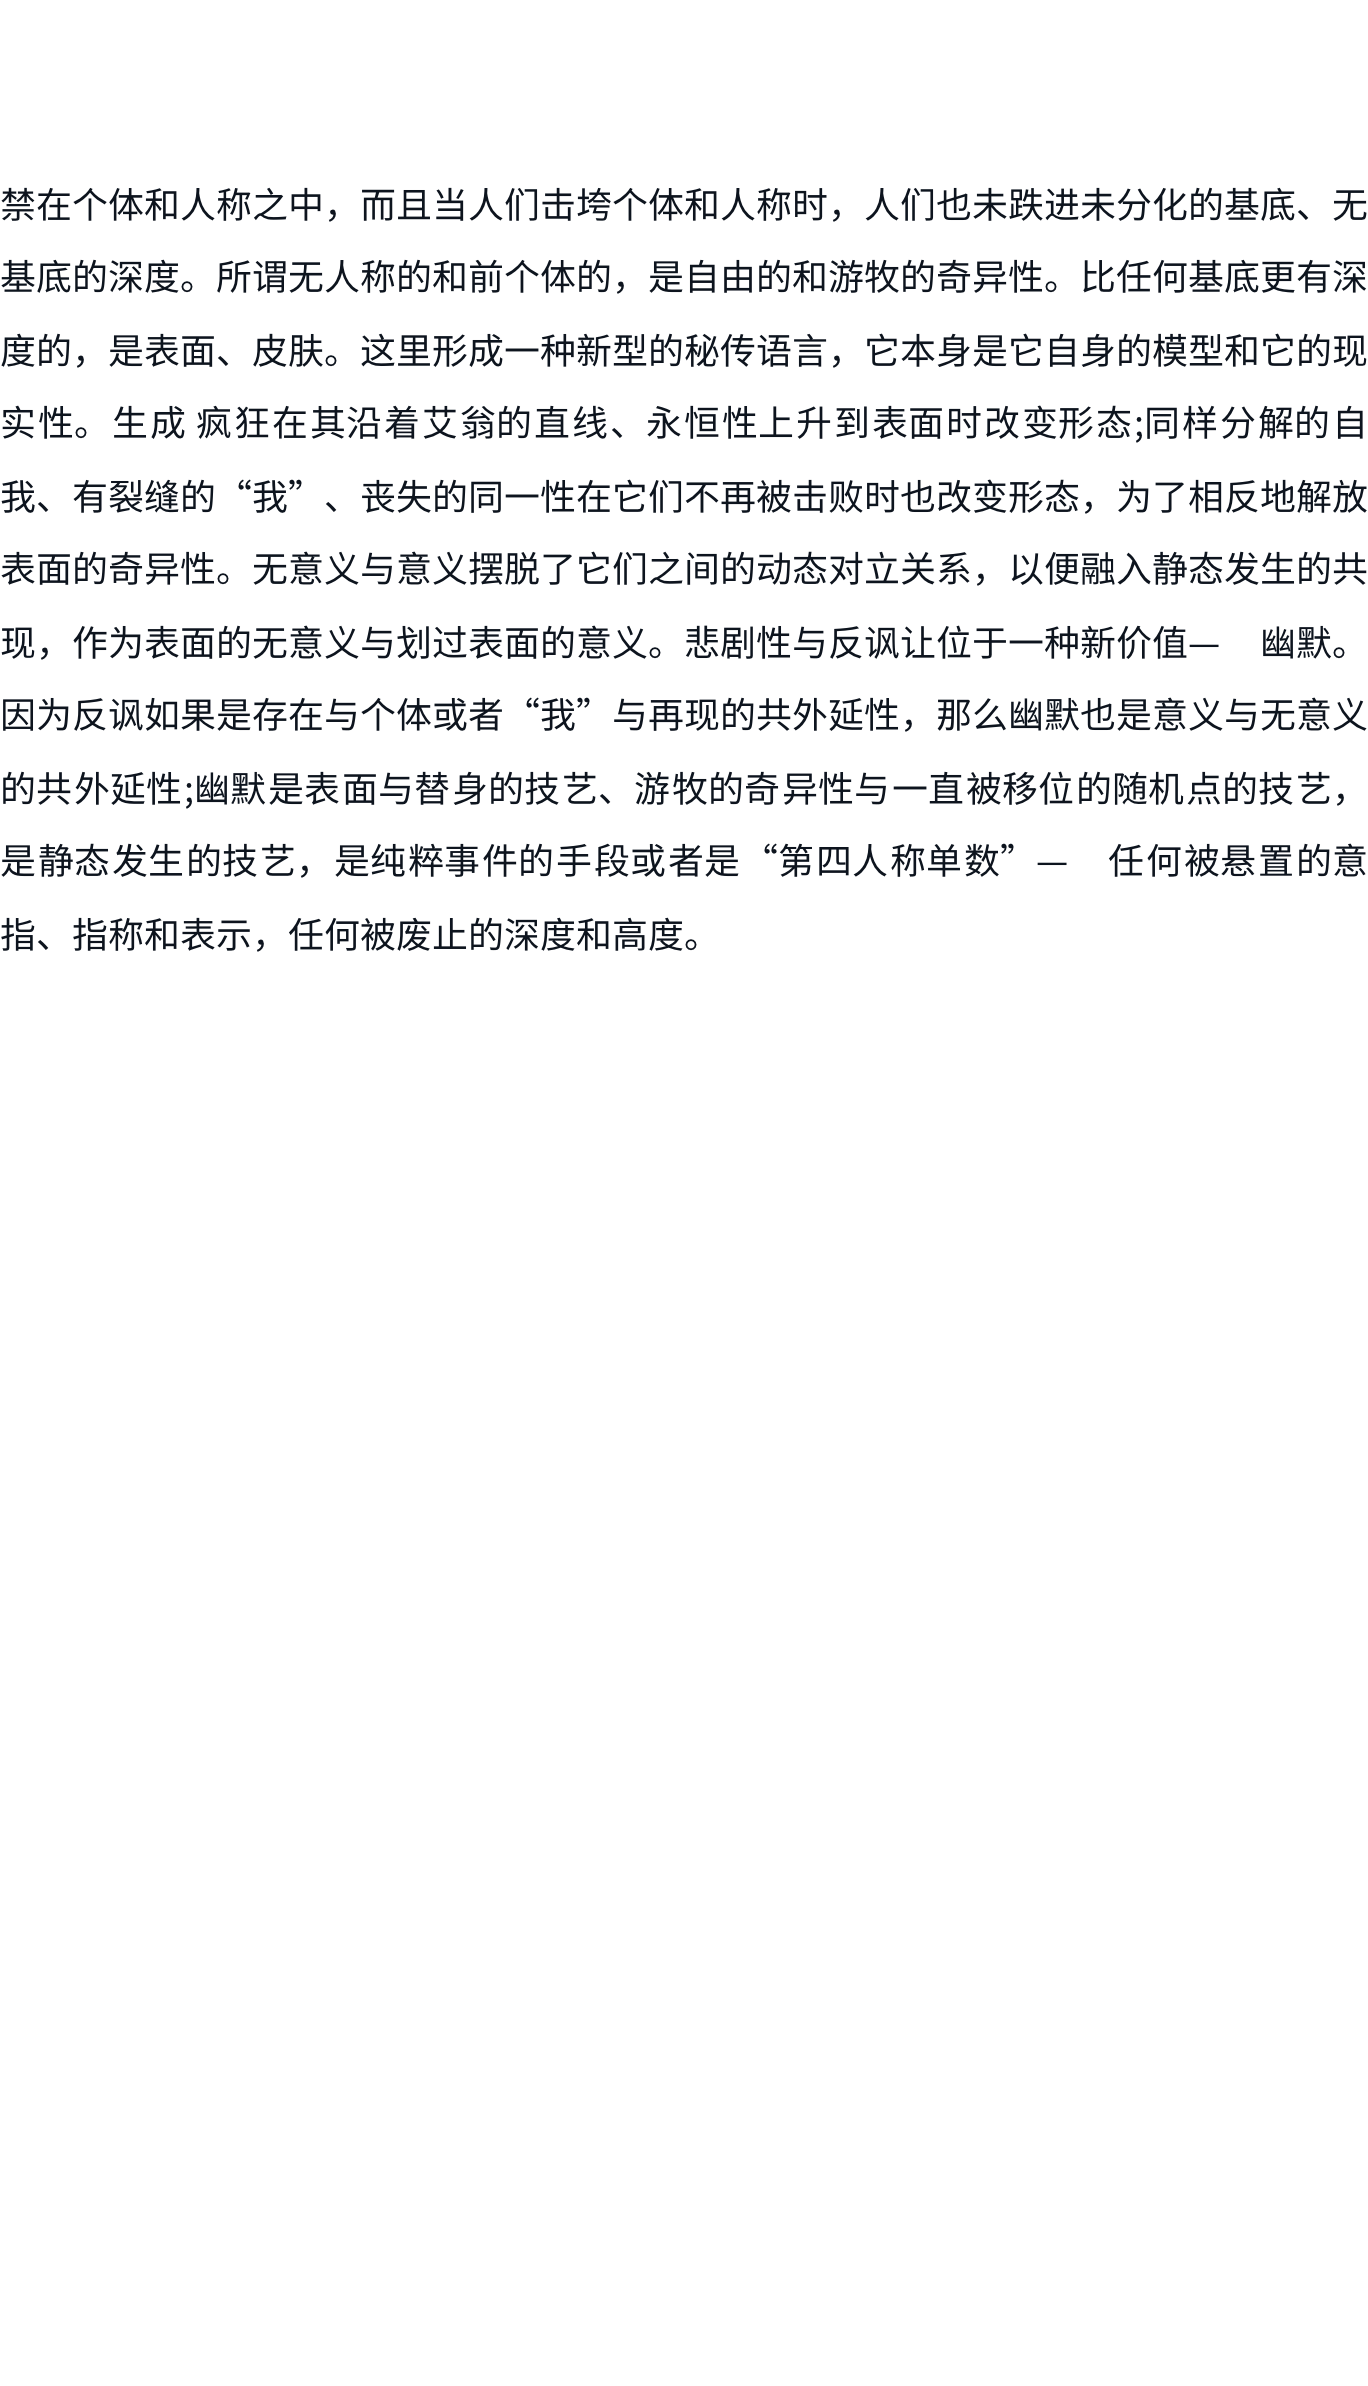 禁在个体和人称之中，而且当人们击垮个体和人称时，人们也未跌进未分化的基底、无
基底的深度。所谓无人称的和前个体的，是自由的和游牧的奇异性。比任何基底更有深
度的，是表面、皮肤。这里形成一种新型的秘传语言，它本身是它自身的模型和它的现
实性。生成 疯狂在其沿着艾翁的直线、永恒性上升到表面时改变形态;同样分解的自
我、有裂缝的“我”、丧失的同一性在它们不再被击败时也改变形态，为了相反地解放
表面的奇异性。无意义与意义摆脱了它们之间的动态对立关系，以便融入静态发生的共
现，作为表面的无意义与划过表面的意义。悲剧性与反讽让位于一种新价值—　幽默。
因为反讽如果是存在与个体或者“我”与再现的共外延性，那么幽默也是意义与无意义
的共外延性;幽默是表面与替身的技艺、游牧的奇异性与一直被移位的随机点的技艺，
是静态发生的技艺，是纯粹事件的手段或者是“第四人称单数”—　任何被悬置的意
指、指称和表示，任何被废止的深度和高度。